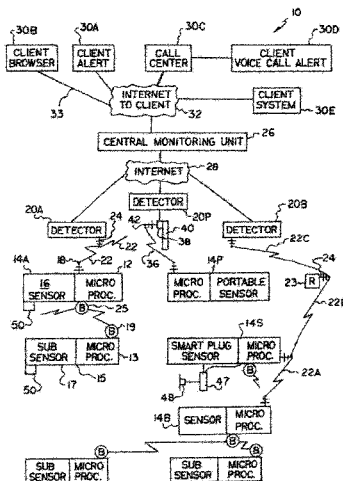 10
30B
30A
30C
30D
CLIENT BROWSER
CLIENT ALERT
CALL CENTER
CLIENT VOICE CALL ALERT
33
INTERNET TO CLIENT
32
CLIENT SYSTEM
30E
CENTRAL MONITORING UNIT
26
INTERNET
28
20A
DETECTOR
20P
20B
DETECTOR
DETECTOR
24
42
40
38
22
22
18
36
22C
14A
12
14P
24
16
SENSOR
MICRO PROC.
MICRO PROC.
PORTABLE SENSOR
23
R
50
25
B
19
B
22B
14S
SUB SENSOR
MICRO PROC.
13
SMART PLUG SENSOR
MICRO PROC.
50
17
15
B
48
47
22A
14B
SENSOR
MICRO PROC.
B
B
B
SUB SENSOR
MICRO PROC.
SUB SENSOR
MICRO PROC.